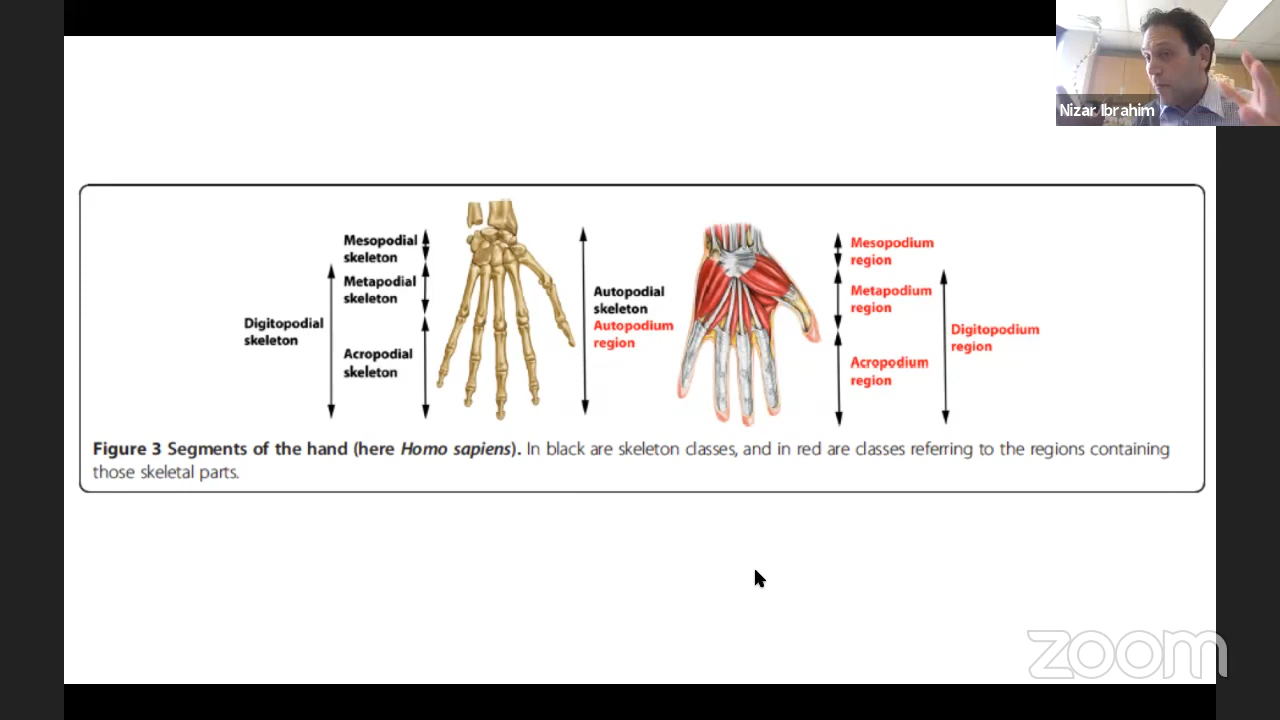 Nizar Ibrahim
Mesopodial
skeleton
Metapodial
skeleton
Digitopodial
skeleton
Acropodial
skeleton
Autopodial
skeleton
Autopodium
region
Mesopodium
region
Metapodium
region
Digitopodium
region
Acropodium
region
Figure 3 Segments of the hand (here Homo sapiens). In black are skeleton classes, and in red are classes referring to the regions containing
those skeletal parts.
zoom